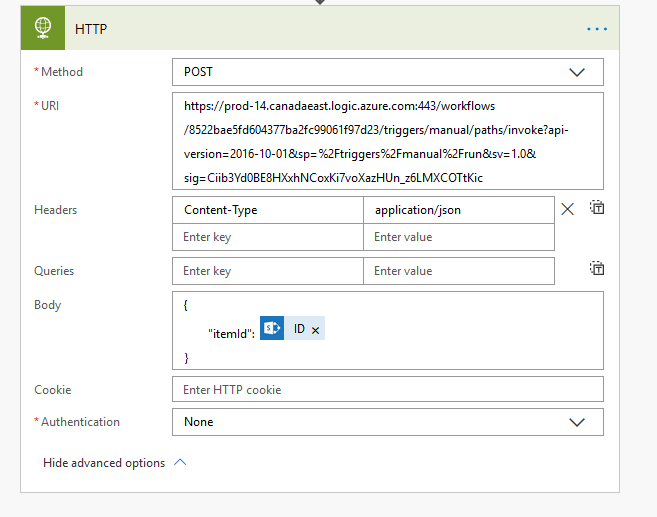 HTTP
* Method POST
* URI https://prod-14.canadaeast.logic.azure.com:443/workflows
/8522bae5fd604377ba2fc99061f97d23/triggers/manual/paths/invoke?api-
version=2016-10-01&sp=%2Ftriggers%2Fmanual%2Frun&sv=1.0&
sig=Ciib3Yd0BE8HXxhNCoxKi7voXazHUn_z6LMXCOTtKic
Headers Content-Type application/json
Enter key Enter value
Queries Enter key Enter value
Body {
"itemId": ID ×
}
Cookie Enter HTTP cookie
* Authentication None
Hide advanced options